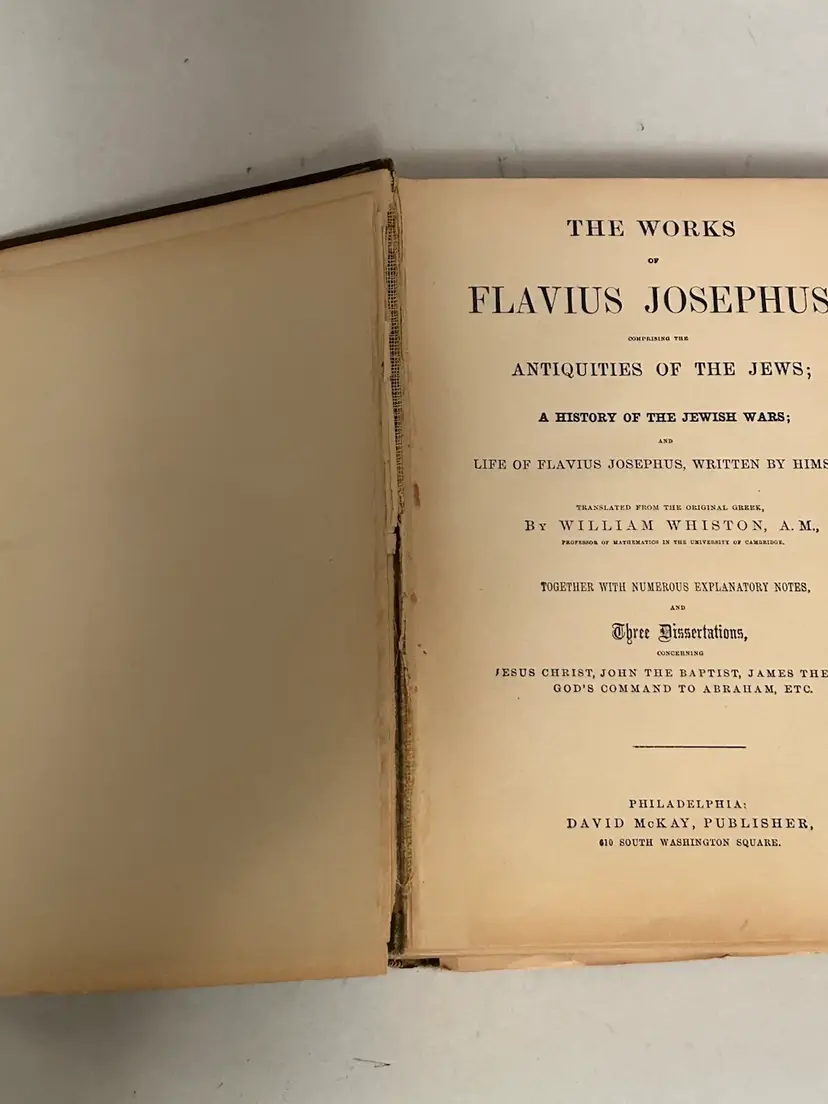 THE WORKS
OF
FLAVIUS JOSEPHUS
COMPRISING THE
ANTIQUITIES OF THE JEWS;
A HISTORY OF THE JEWISH WARS;
AND
LIFE OF FLAVIUS JOSEPHUS, WRITTEN BY HIMS
TRANSLATED FROM THE ORIGINAL GREEK,
BY WILLIAM WHISTON, A.M.,
PROFESSOR OF MATHEMATICS IN THE UNIVERSITY OF CAMBRIDGE.
TOGETHER WITH NUMEROUS EXPLANATORY NOTES,
AND
Three Dissertations,
CONCERNING
JESUS CHRIST, JOHN THE BAPTIST, JAMES THE
GOD'S COMMAND TO ABRAHAM, ETC.
PHILADELPHIA:
DAVID McKAY, PUBLISHER,
610 SOUTH WASHINGTON SQUARE.